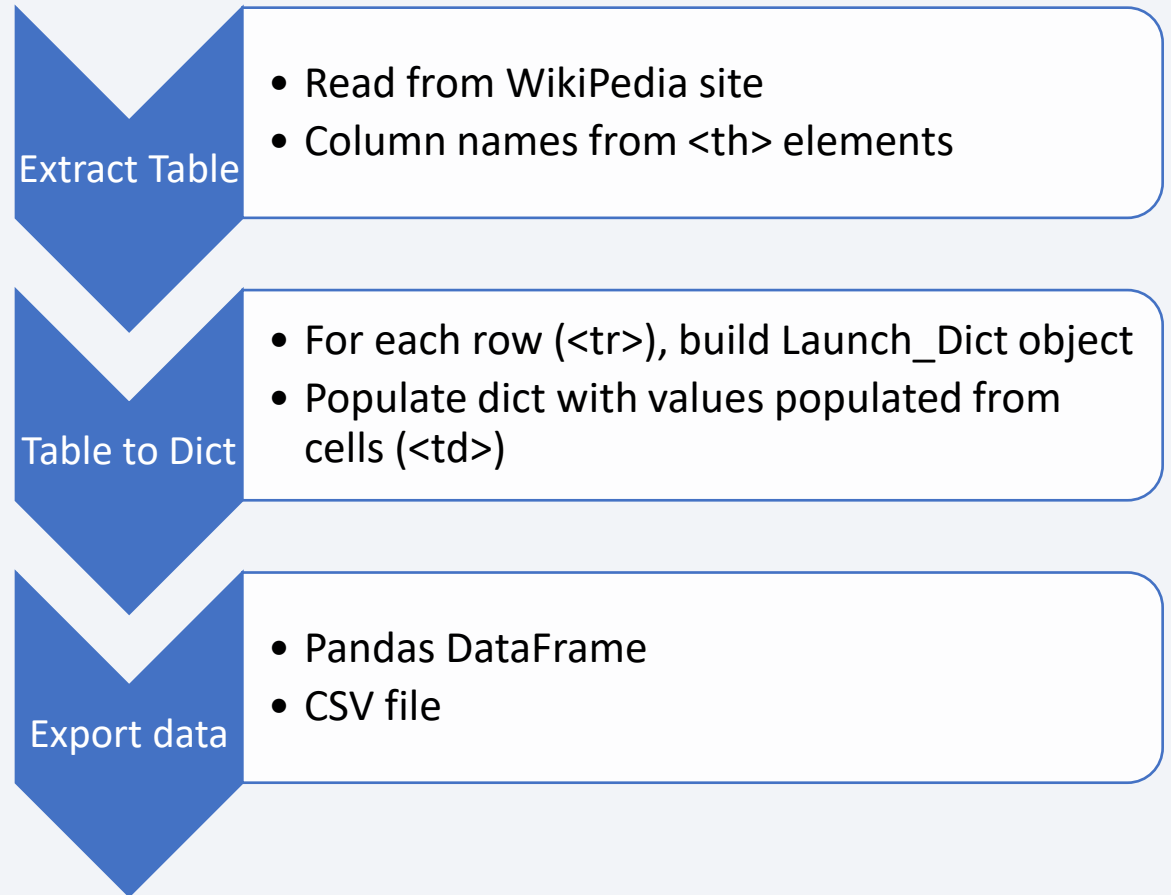 Extract Table
• Read from WikiPedia site
• Column names from <th> elements
Table to Dict
• For each row (<tr>), build Launch_Dict object
• Populate dict with values populated from
cells (<td>)
Export data
• Pandas DataFrame
• CSV file